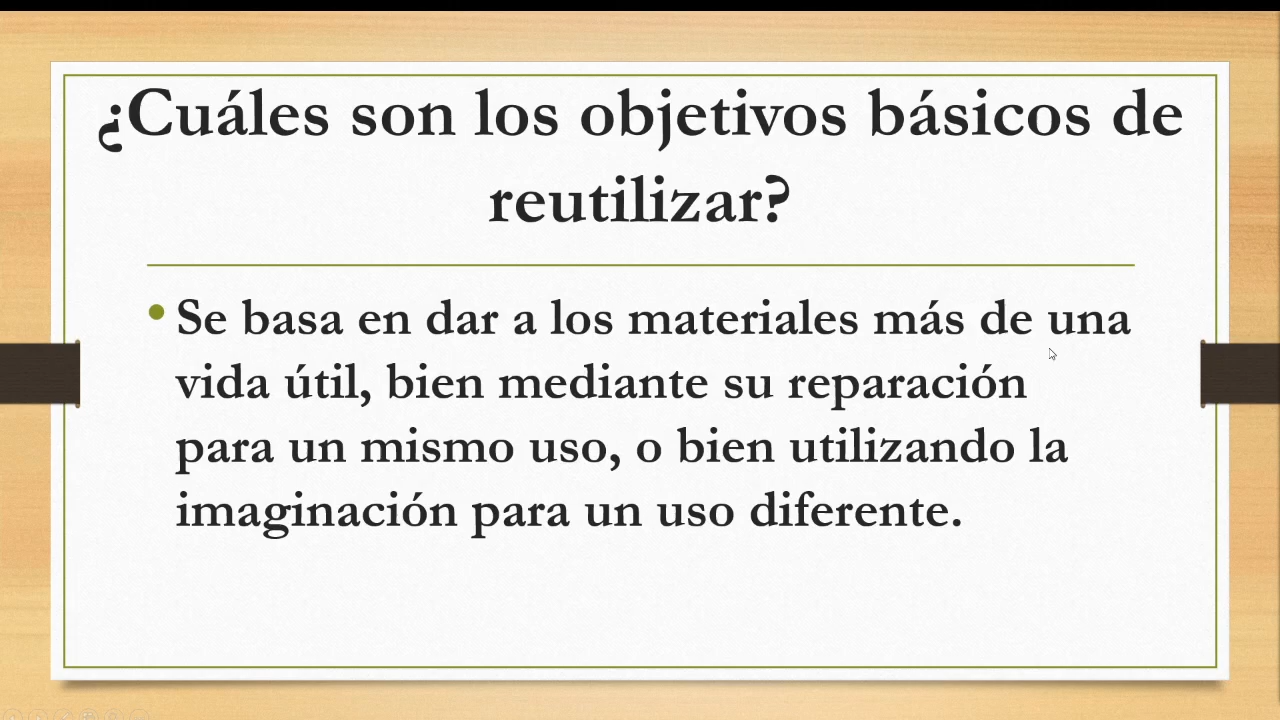 ¿Cuáles son los objetivos básicos de
reutilizar?
• Se basa en dar a los materiales más de una
vida útil, bien mediante su reparación
para un mismo uso, o bien utilizando la
imaginación para un uso diferente.